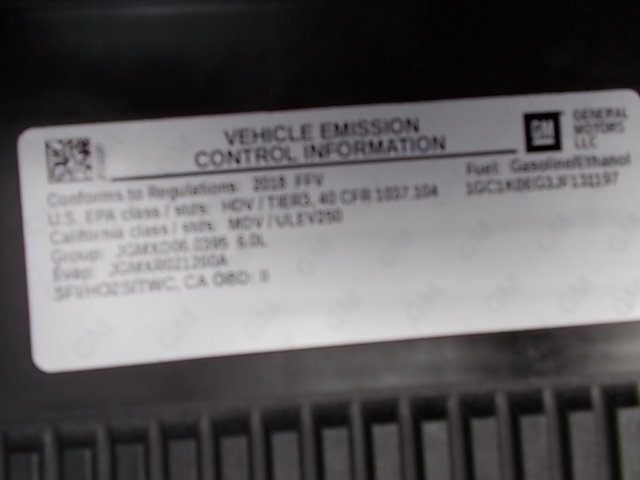 VEHICLE EMISSION
CONTROL INFORMATION
GM
GENERAL
MOTORS
LLC
Conforms to Regulations: 2018 FFV
Fuel: Gasoline/Ethanol
U.S. EPA class / stds: HDV / TIER3, 40 CFR 1037.104
California class / stds: MDV / ULEV250
Group: JGMXD06.0395 6.0L
Evap:
SFI/HO2S/TWC, CA OBD: II